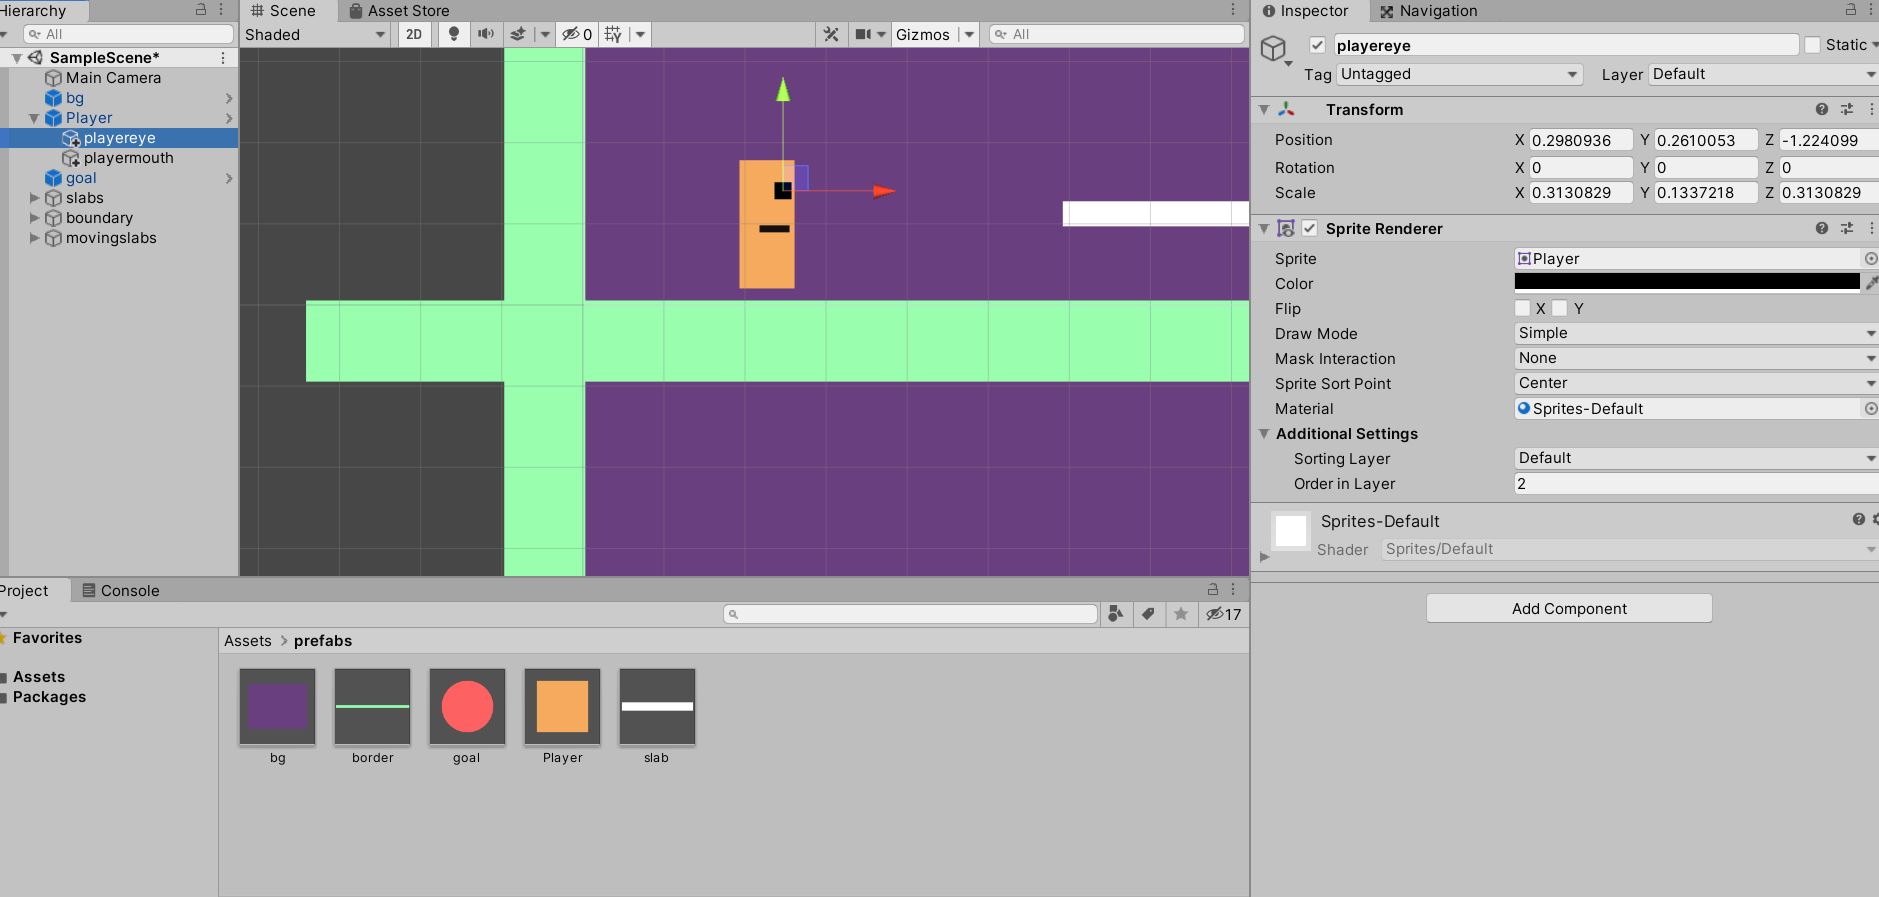 Hierarchy
All
SampleScene*
Main Camera
bg
Player
playereye
playermouth
goal
slabs
boundary
movingslabs
Scene
Asset Store
Shaded
2D
0
Gizmos
All
Inspector
Navigation
playereye
Static
Tag Untagged
Layer Default
Transform
Position X 0.2980936 Y 0.2610053 Z -1.224099
Rotation X 0 Y 0 Z 0
Scale X 0.3130829 Y 0.1337218 Z 0.3130829
Sprite Renderer
Sprite Player
Color
Flip X Y
Draw Mode Simple
Mask Interaction None
Sprite Sort Point Center
Material Sprites-Default
Additional Settings
Sorting Layer Default
Order in Layer 2
Sprites-Default
Shader Sprites/Default
Add Component
Project
Console
17
Favorites
Assets
Packages
Assets > prefabs
bg
border
goal
Player
slab